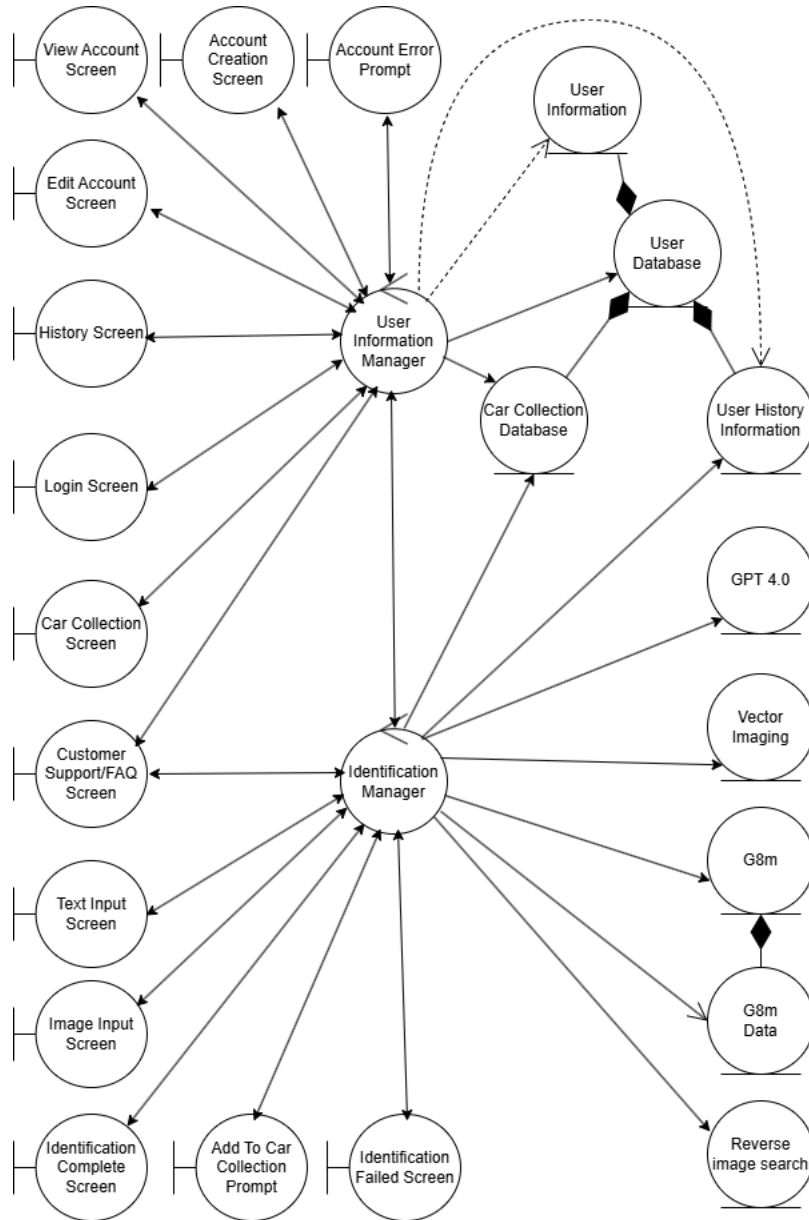 View Account
Screen
Account
Creation
Screen
Account Error
Prompt
User
Information
Edit Account
Screen
User
Database
History Screen
User
Information
Manager
Car Collection
Database
User History
Information
Login Screen
GPT 4.0
Car Collection
Screen
Vector
Imaging
Customer
Support/FAQ
Screen
Identification
Manager
G8m
Text Input
Screen
G8m
Data
Image Input
Screen
Identification
Complete
Screen
Add To Car
Collection
Prompt
Identification
Failed Screen
Reverse
image search